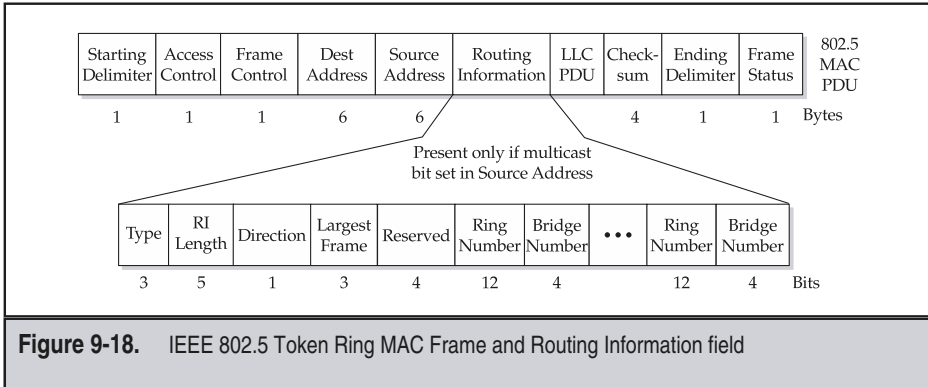 Starting Delimiter Access Control Frame Control Dest Address Source Address Routing Information LLC PDU Check-sum Ending Delimiter Frame Status 802.5 MAC PDU
1 1 1 6 6 4 1 1 Bytes
Present only if multicast
bit set in Source Address
Type RI Length Direction Largest Frame Reserved Ring Number Bridge Number ••• Ring Number Bridge Number
3 5 1 3 4 12 4 12 4 Bits
Figure 9-18. IEEE 802.5 Token Ring MAC Frame and Routing Information field